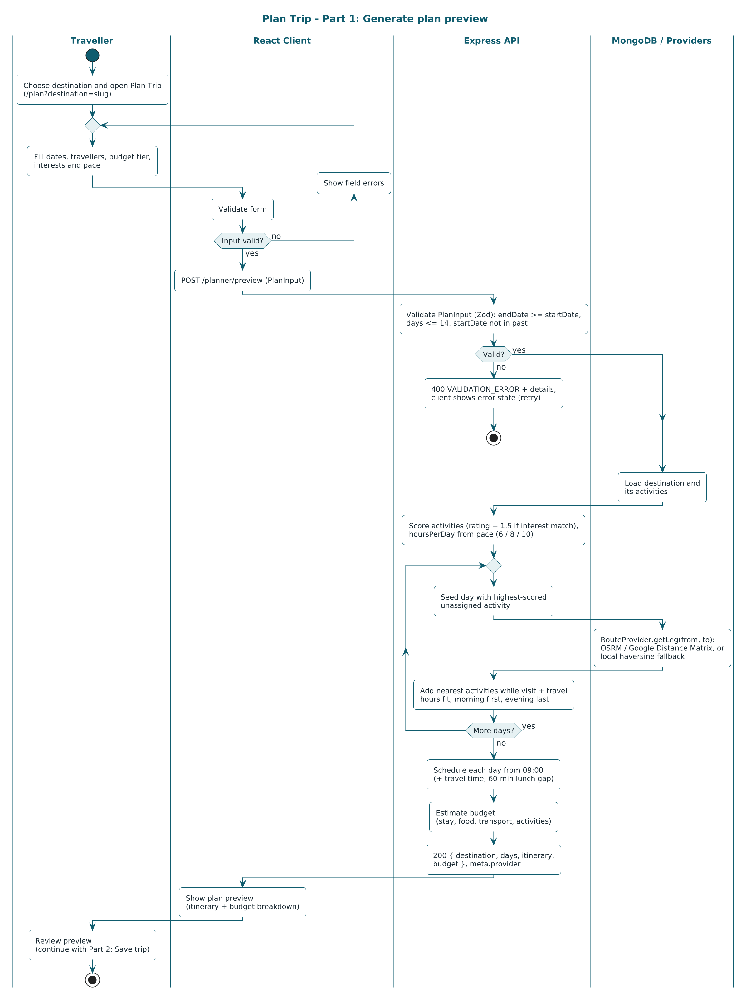 Plan Trip - Part 1: Generate plan preview
Traveller
React Client
Express API
MongoDB / Providers
Choose destination and open Plan Trip
(/plan?destination=slug)
Fill dates, travellers, budget tier,
interests and pace
Show field errors
Validate form
Input valid?
no
yes
POST /planner/preview (PlanInput)
Validate PlanInput (Zod): endDate >= startDate,
days <= 14, startDate not in past
Valid?
yes
no
400 VALIDATION_ERROR + details,
client shows error state (retry)
Load destination and
its activities
Score activities (rating + 1.5 if interest match),
hoursPerDay from pace (6 / 8 / 10)
Seed day with highest-scored
unassigned activity
RouteProvider.getLeg(from, to):
OSRM / Google Distance Matrix, or
local haversine fallback
Add nearest activities while visit + travel
hours fit; morning first, evening last
More days?
yes
no
Schedule each day from 09:00
(+ travel time, 60-min lunch gap)
Estimate budget
(stay, food, transport, activities)
200 { destination, days, itinerary,
budget }, meta.provider
Show plan preview
(itinerary + budget breakdown)
Review preview
(continue with Part 2: Save trip)